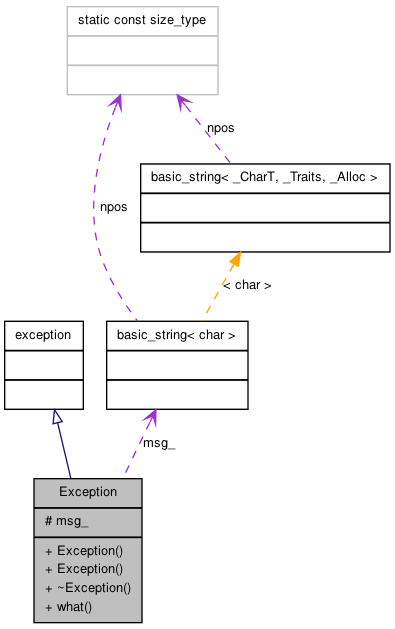 static const size_type
npos
basic_string< _CharT, _Traits, _Alloc >
npos
< char >
exception
basic_string< char >
msg_
Exception
# msg_
+ Exception()
+ Exception()
+ ~Exception()
+ what()